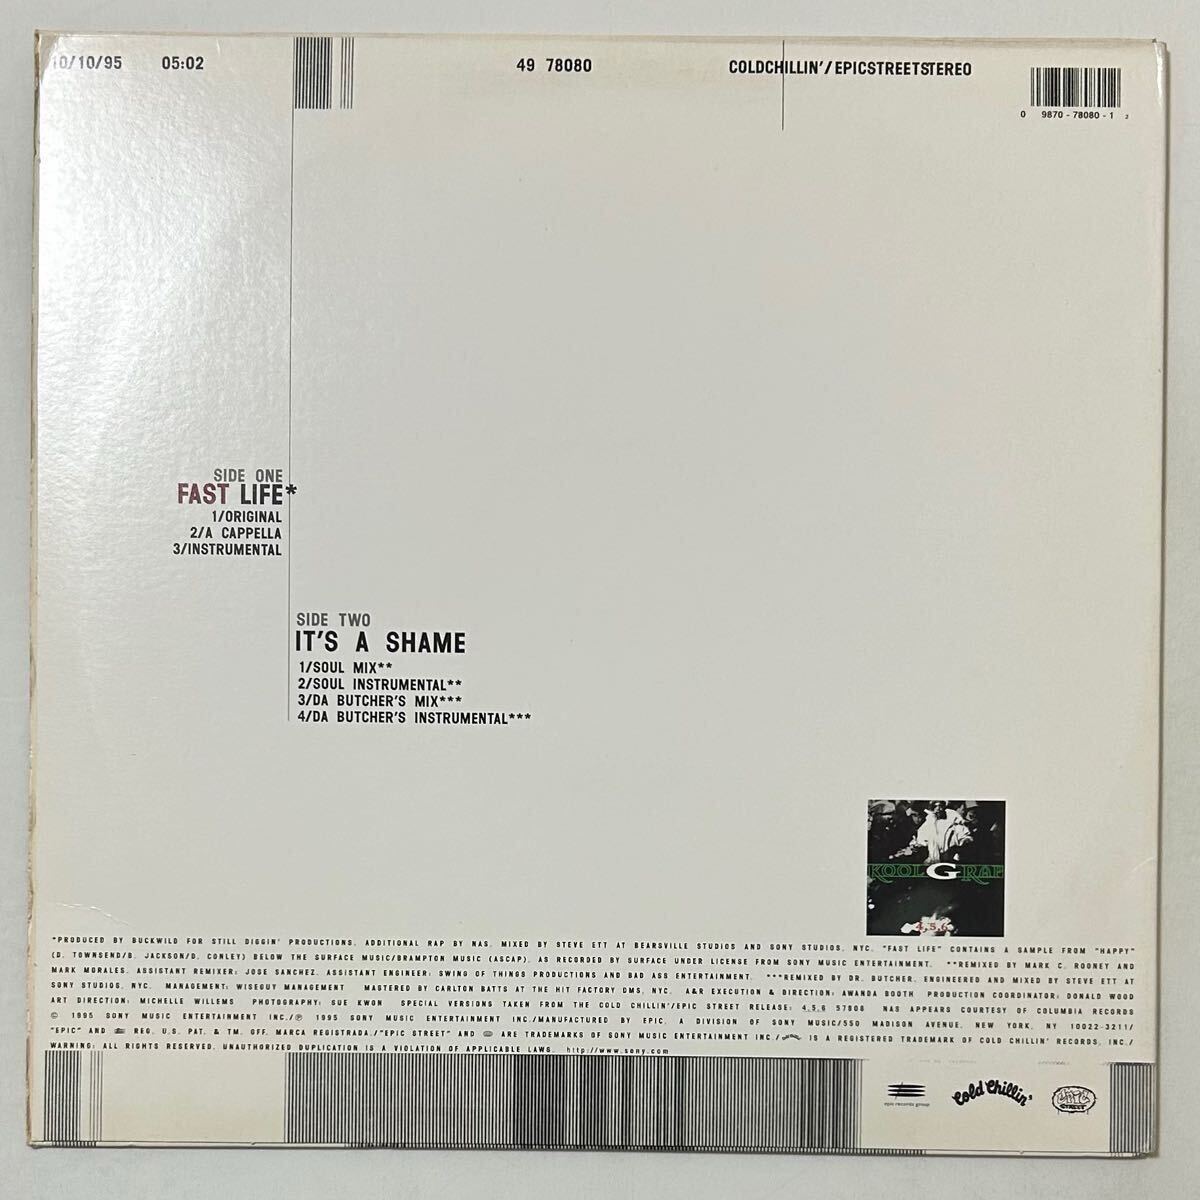 10/10/95 05:02 49 78080 COLDCHILLIN'/EPICSTREETSTEREO
0 9870 - 78080 - 1 2
SIDE ONE
FAST LIFE*
1/ORIGINAL
2/A CAPPELLA
3/INSTRUMENTAL
SIDE TWO
IT'S A SHAME
1/SOUL MIX**
2/SOUL INSTRUMENTAL**
3/DA BUTCHER'S MIX***
4/DA BUTCHER'S INSTRUMENTAL***
KOOL G RAP
4,5,6
*PRODUCED BY BUCKWILD FOR STILL DIGGIN' PRODUCTIONS. ADDITIONAL RAP BY NAS. MIXED BY STEVE ETT AT BEARSVILLE STUDIOS AND SONY STUDIOS, NYC. "FAST LIFE" CONTAINS A SAMPLE FROM "HAPPY"
(D. TOWNSEND/B. JACKSON/D. CONLEY) BELOW THE SURFACE MUSIC/BRAMPTON MUSIC (ASCAP). AS RECORDED BY SURFACE UNDER LICENSE FROM SONY MUSIC ENTERTAINMENT. **REMIXED BY MARK C. ROONEY AND
MARK MORALES. ASSISTANT REMIXER: JOSE SANCHEZ. ASSISTANT ENGINEER: SWING OF THINGS PRODUCTIONS AND BAD ASS ENTERTAINMENT. ***REMIXED BY DR. BUTCHER. ENGINEERED AND MIXED BY STEVE ETT AT
SONY STUDIOS, NYC. MANAGEMENT: WISEGUY MANAGEMENT MASTERED BY CARLTON BATTS AT THE HIT FACTORY DMS, NYC. A&R EXECUTION & DIRECTION: AWANDA BOOTH PRODUCTION COORDINATOR: DONALD WOOD
ART DIRECTION: MICHELLE WILLEMS PHOTOGRAPHY: SUE KWON SPECIAL VERSIONS TAKEN FROM THE COLD CHILLIN'/EPIC STREET RELEASE: 4,5,6 57808 NAS APPEARS COURTESY OF COLUMBIA RECORDS
© 1995 SONY MUSIC ENTERTAINMENT INC./℗ 1995 SONY MUSIC ENTERTAINMENT INC./MANUFACTURED BY EPIC, A DIVISION OF SONY MUSIC/550 MADISON AVENUE, NEW YORK, NY 10022-3211/
"EPIC" AND REG. U.S. PAT. & TM. OFF. MARCA REGISTRADA./"EPIC STREET" AND ARE TRADEMARKS OF SONY MUSIC ENTERTAINMENT INC./ IS A REGISTERED TRADEMARK OF COLD CHILLIN' RECORDS, INC./
WARNING: ALL RIGHTS RESERVED. UNAUTHORIZED DUPLICATION IS A VIOLATION OF APPLICABLE LAWS. http://www.sony.com
epic records group
Cold Chillin'
EPIC STREET